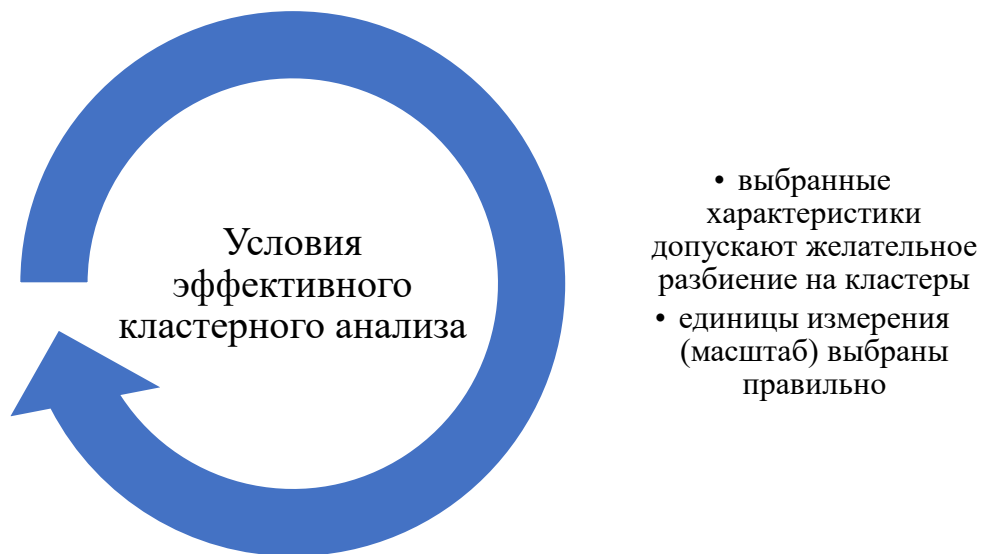 Условия
эффективного
кластерного анализа
• выбранные
характеристики
допускают желательное
разбиение на кластеры
• единицы измерения
(масштаб) выбраны
правильно